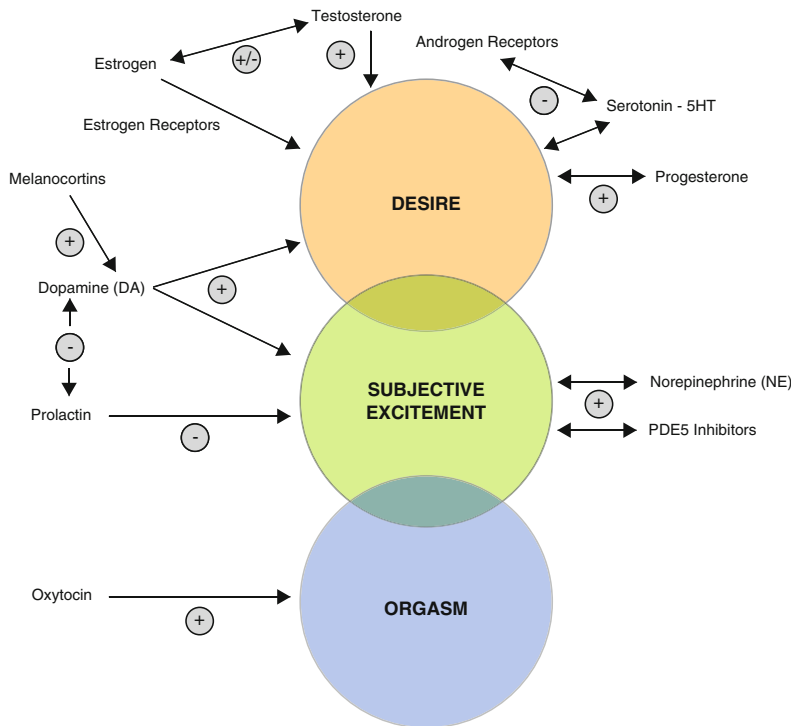 Testosterone
Androgen Receptors
+
+/-
Estrogen
-
Serotonin - 5HT
Estrogen Receptors
Melanocortins
Progesterone
+
DESIRE
+
Dopamine (DA)
+
-
SUBJECTIVE
EXCITEMENT
Norepinephrine (NE)
+
Prolactin
PDE5 Inhibitors
-
Oxytocin
+
ORGASM